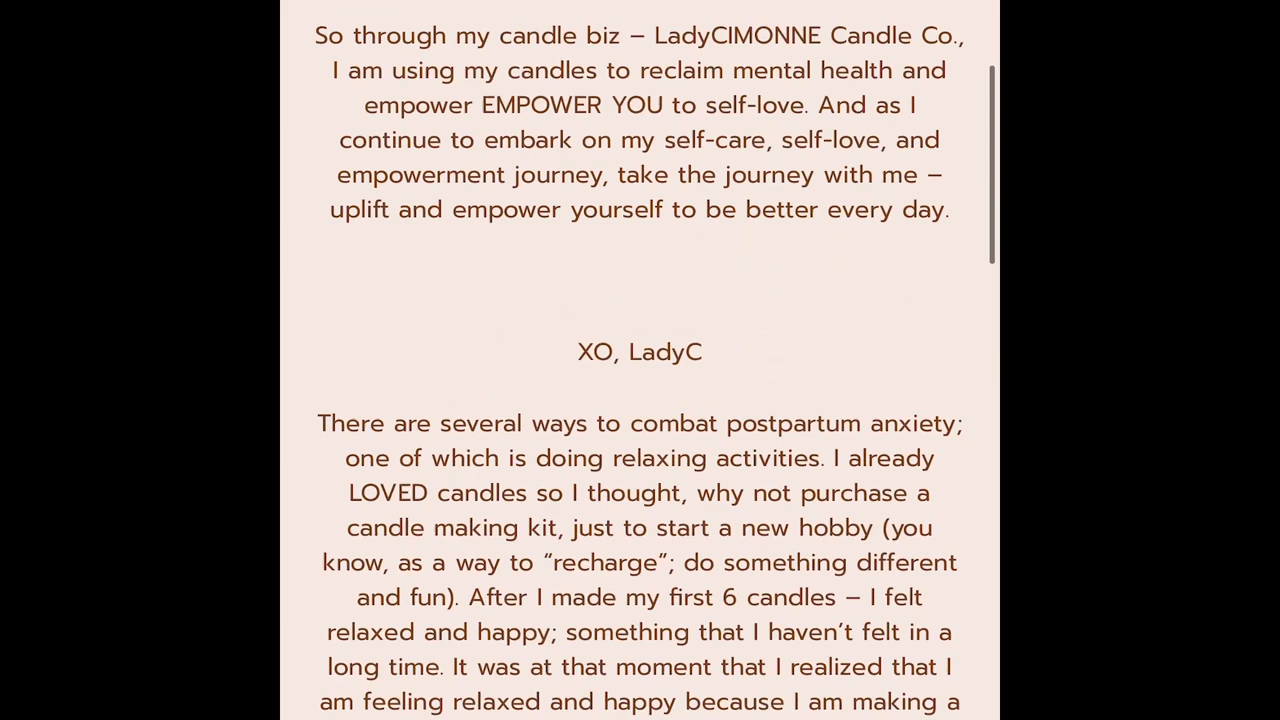 So through my candle biz – LadyCIMONNE Candle Co.,
I am using my candles to reclaim mental health and
empower EMPOWER YOU to self-love. And as I
continue to embark on my self-care, self-love, and
empowerment journey, take the journey with me –
uplift and empower yourself to be better every day.
XO, LadyC
There are several ways to combat postpartum anxiety;
one of which is doing relaxing activities. I already
LOVED candles so I thought, why not purchase a
candle making kit, just to start a new hobby (you
know, as a way to “recharge”; do something different
and fun). After I made my first 6 candles – I felt
relaxed and happy; something that I haven’t felt in a
long time. It was at that moment that I realized that I
am feeling relaxed and happy because I am making a